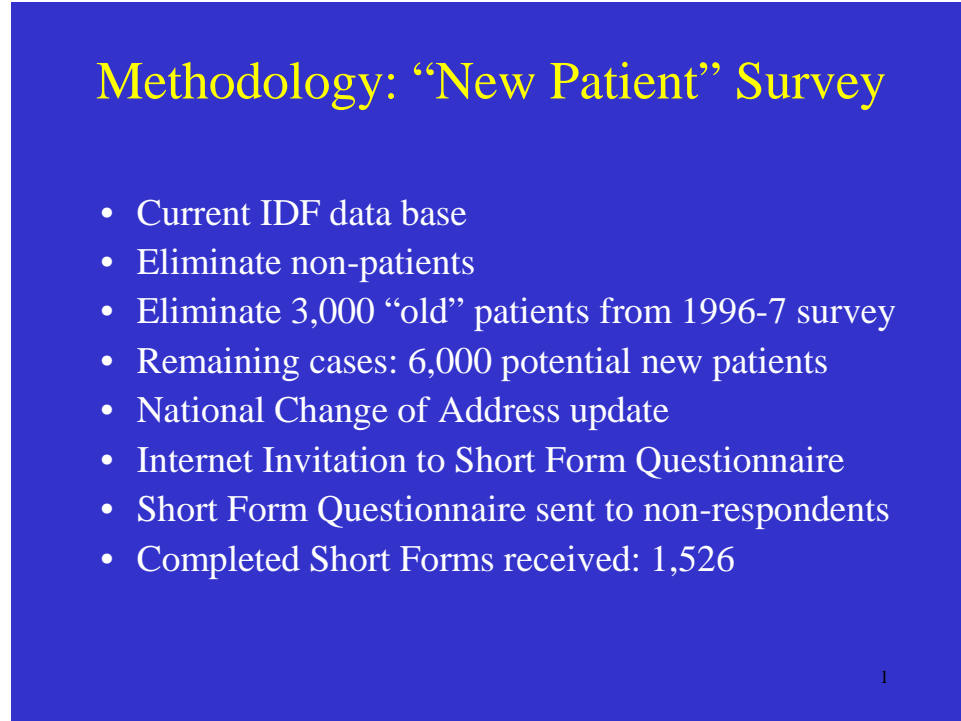 Methodology: “New Patient” Survey
• Current IDF data base
• Eliminate non-patients
• Eliminate 3,000 “old” patients from 1996-7 survey
• Remaining cases: 6,000 potential new patients
• National Change of Address update
• Internet Invitation to Short Form Questionnaire
• Short Form Questionnaire sent to non-respondents
• Completed Short Forms received: 1,526
1